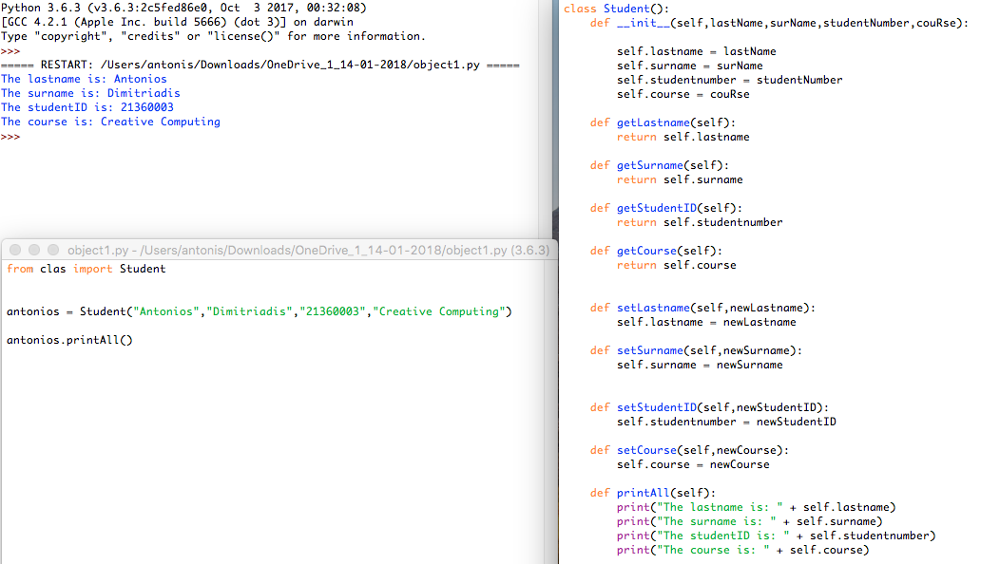 Python 3.6.3 (v3.6.3:2c5fed86e0, Oct  3 2017, 00:32:08)
[GCC 4.2.1 (Apple Inc. build 5666) (dot 3)] on darwin
Type "copyright", "credits" or "license()" for more information.
>>>
===== RESTART: /Users/antonis/Downloads/OneDrive_1_14-01-2018/object1.py =====
The lastname is: Antonios
The surname is: Dimitriadis
The studentID is: 21360003
The course is: Creative Computing
>>>
object1.py - /Users/antonis/Downloads/OneDrive_1_14-01-2018/object1.py (3.6.3)
from clas import Student
antonios = Student("Antonios","Dimitriadis","21360003","Creative Computing")
antonios.printAll()
class Student():
    def __init__(self,lastName,surName,studentNumber,couRse):
        self.lastname = lastName
        self.surname = surName
        self.studentnumber = studentNumber
        self.course = couRse
    def getLastname(self):
        return self.lastname
    def getSurname(self):
        return self.surname
    def getStudentID(self):
        return self.studentnumber
    def getCourse(self):
        return self.course
    def setLastname(self,newLastname):
        self.lastname = newLastname
    def setSurname(self,newSurname):
        self.surname = newSurname
    def setStudentID(self,newStudentID):
        self.studentnumber = newStudentID
    def setCourse(self,newCourse):
        self.course = newCourse
    def printAll(self):
        print("The lastname is: " + self.lastname)
        print("The surname is: " + self.surname)
        print("The studentID is: " + self.studentnumber)
        print("The course is: " + self.course)